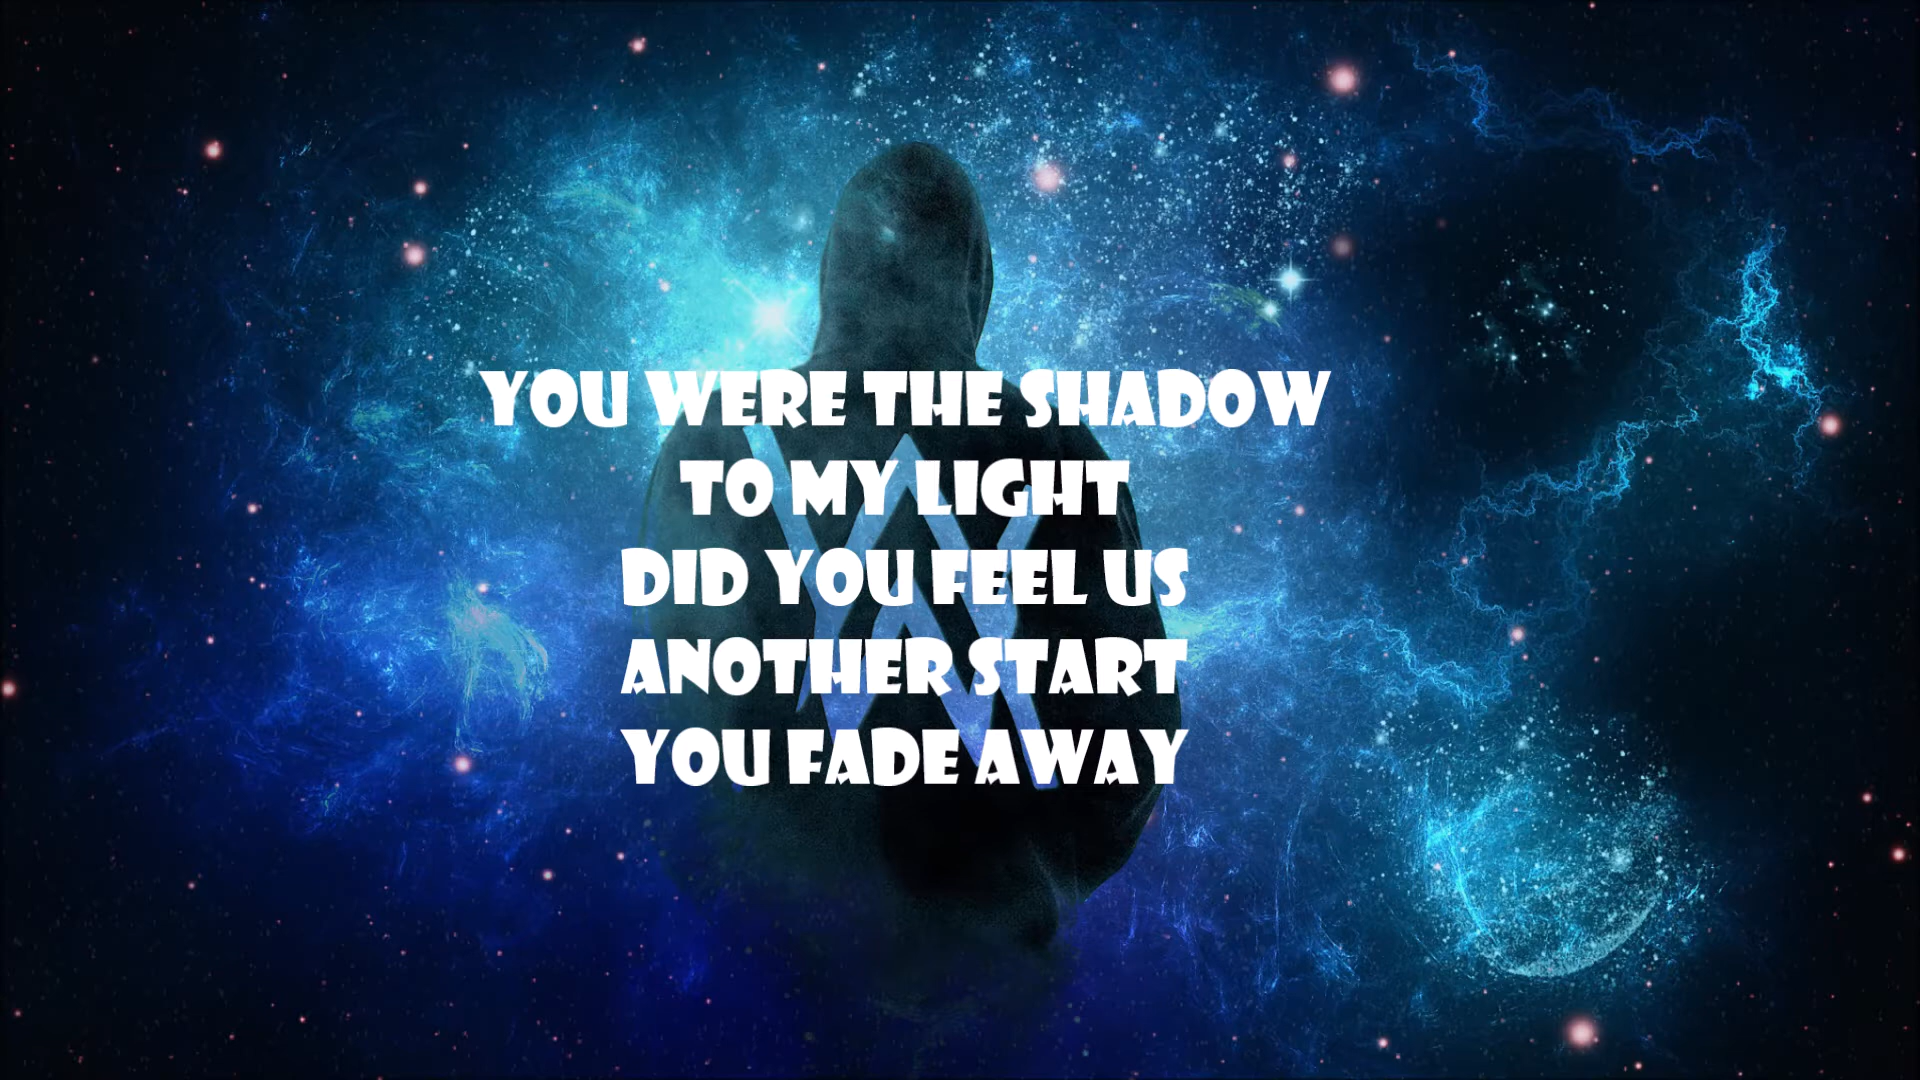 YOU WERE THE SHADOW
TO MY LIGHT
DID YOU FEEL US
ANOTHER START
YOU FADE AWAY